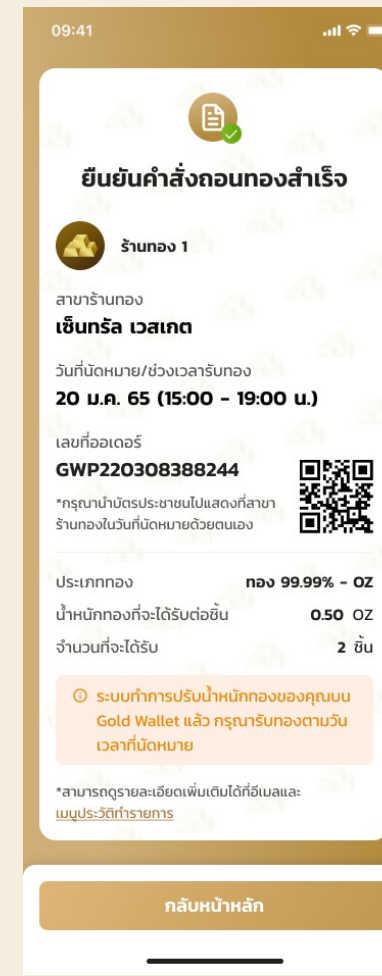 09:41
ยืนยันคำสั่งถอนทองสำเร็จ
ร้านทอง 1
สาขาร้านทอง
เซ็นทรัล เวสเกต
วันที่นัดหมาย/ช่วงเวลารับทอง
20 ม.ค. 65 (15:00 - 19:00 น.)
เลขที่ออเดอร์
GWP220308388244
*กรุณานำบัตรประชาชนไปแสดงที่สาขา
ร้านทองในวันที่นัดหมายด้วยตนเอง
ประเภททอง ทอง 99.99% - OZ
น้ำหนักทองที่จะได้รับต่อชิ้น 0.50 OZ
จำนวนที่จะได้รับ 2 ชิ้น
ระบบทำการปรับน้ำหนักทองของคุณบน
Gold Wallet แล้ว กรุณารับทองตามวัน
เวลาที่นัดหมาย
*สามารถดูรายละเอียดเพิ่มเติมได้ที่อีเมลและ
เมนูประวัติทำรายการ
กลับหน้าหลัก